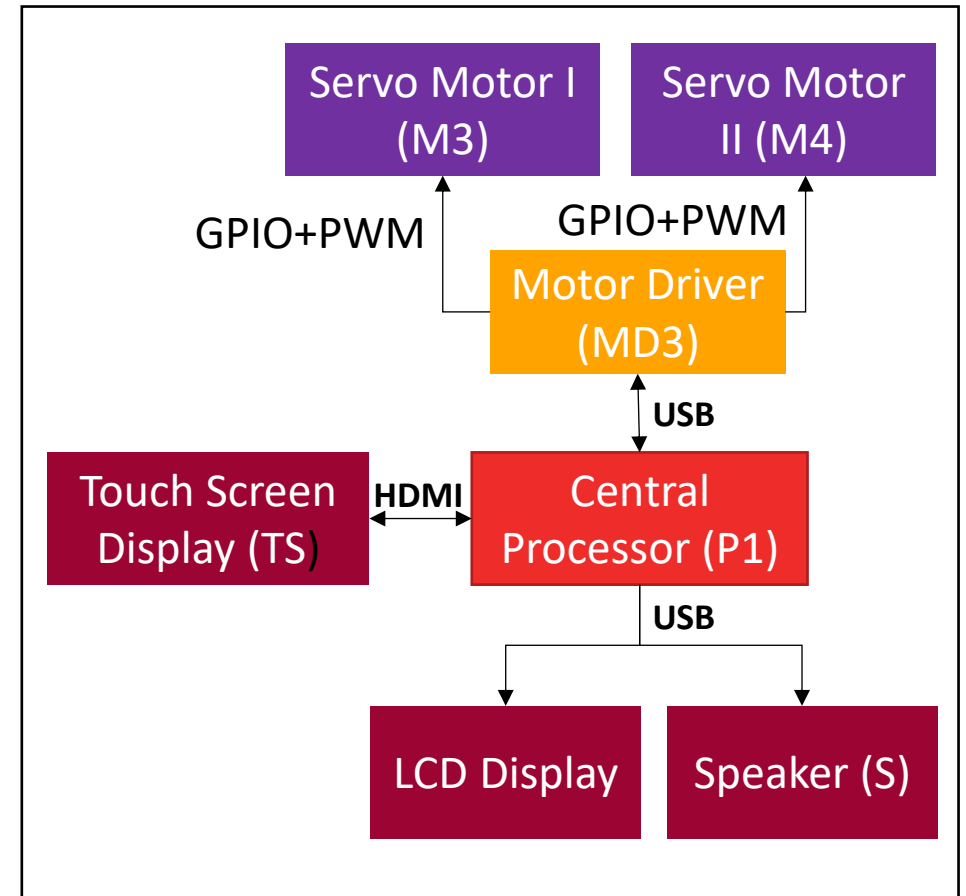 Servo Motor I
(M3)
Servo Motor
II (M4)
GPIO+PWM
GPIO+PWM
Motor Driver
(MD3)
USB
Touch Screen
Display (TS)
HDMI
Central
Processor (P1)
USB
LCD Display
Speaker (S)